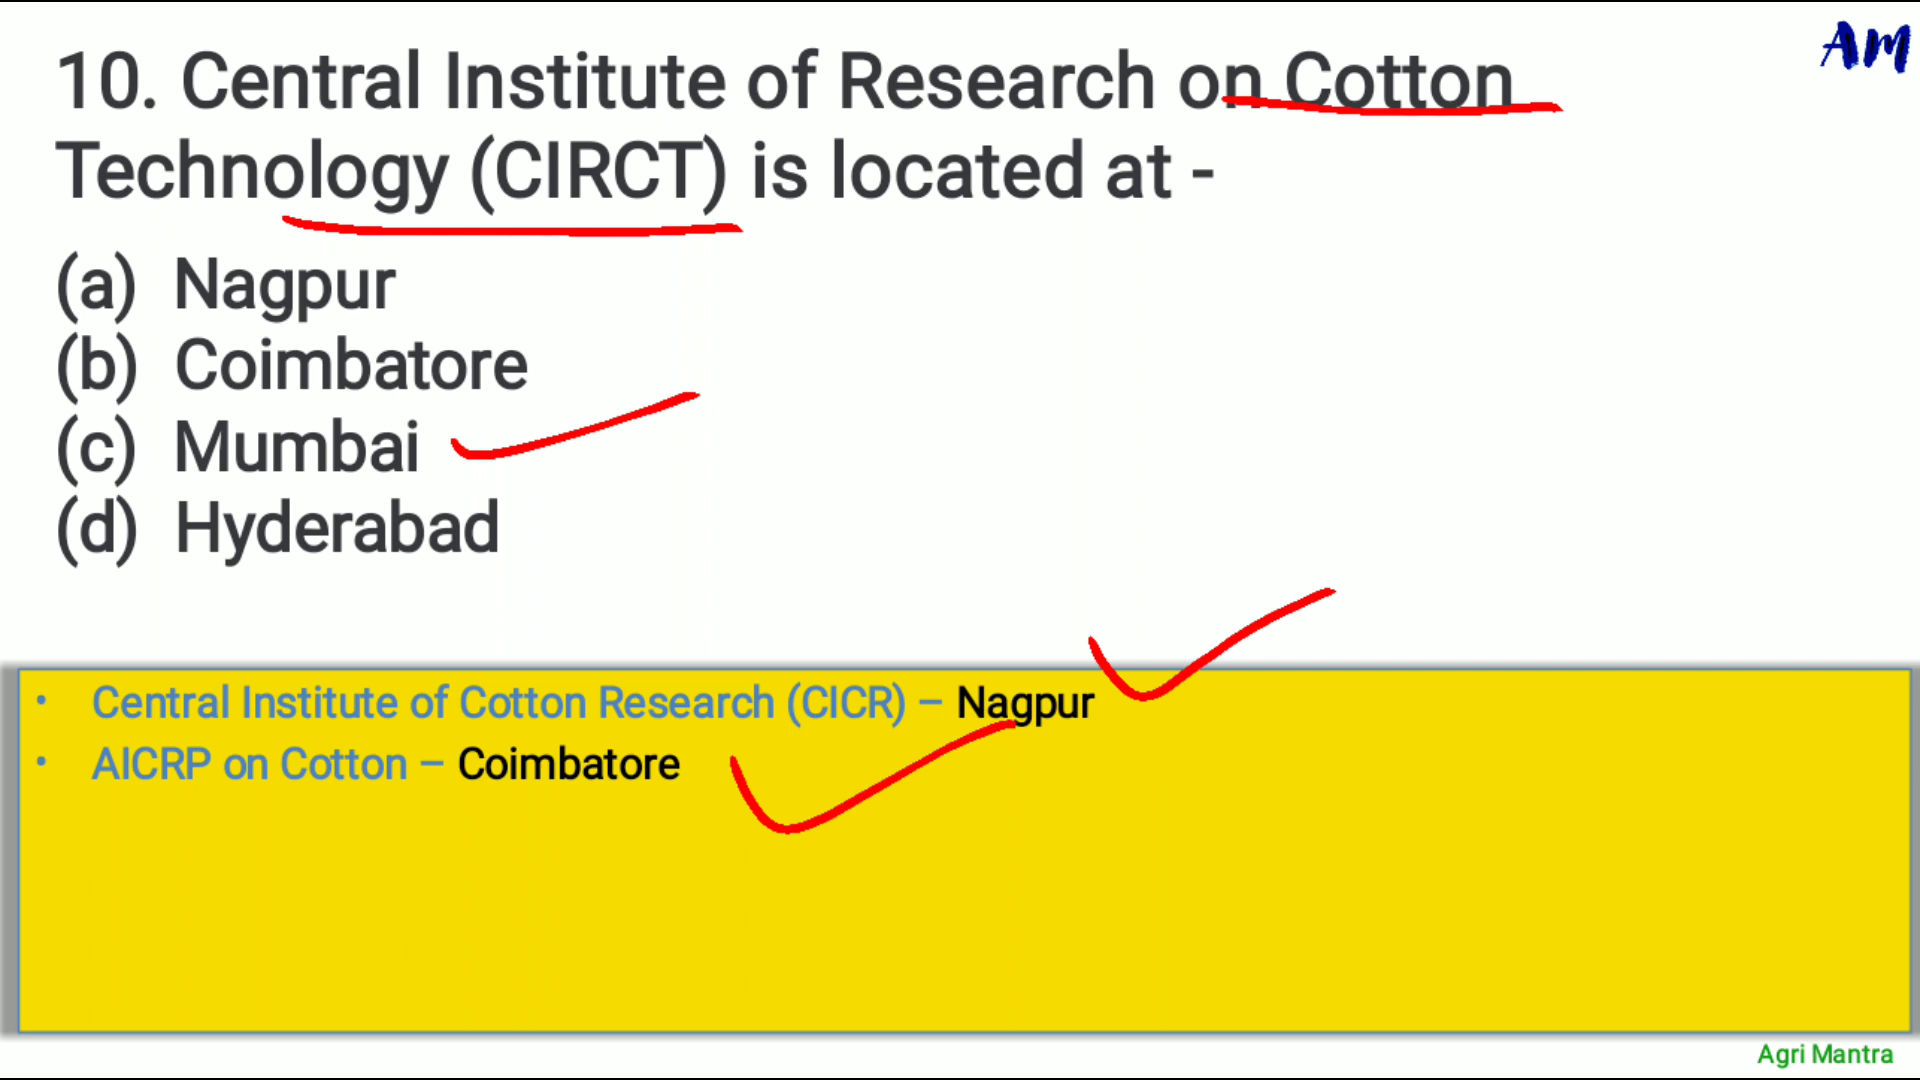 AM
10. Central Institute of Research on Cotton
Technology (CIRCT) is located at -
(a) Nagpur
(b) Coimbatore
(c) Mumbai
(d) Hyderabad
• Central Institute of Cotton Research (CICR) – Nagpur
• AICRP on Cotton – Coimbatore
Agri Mantra